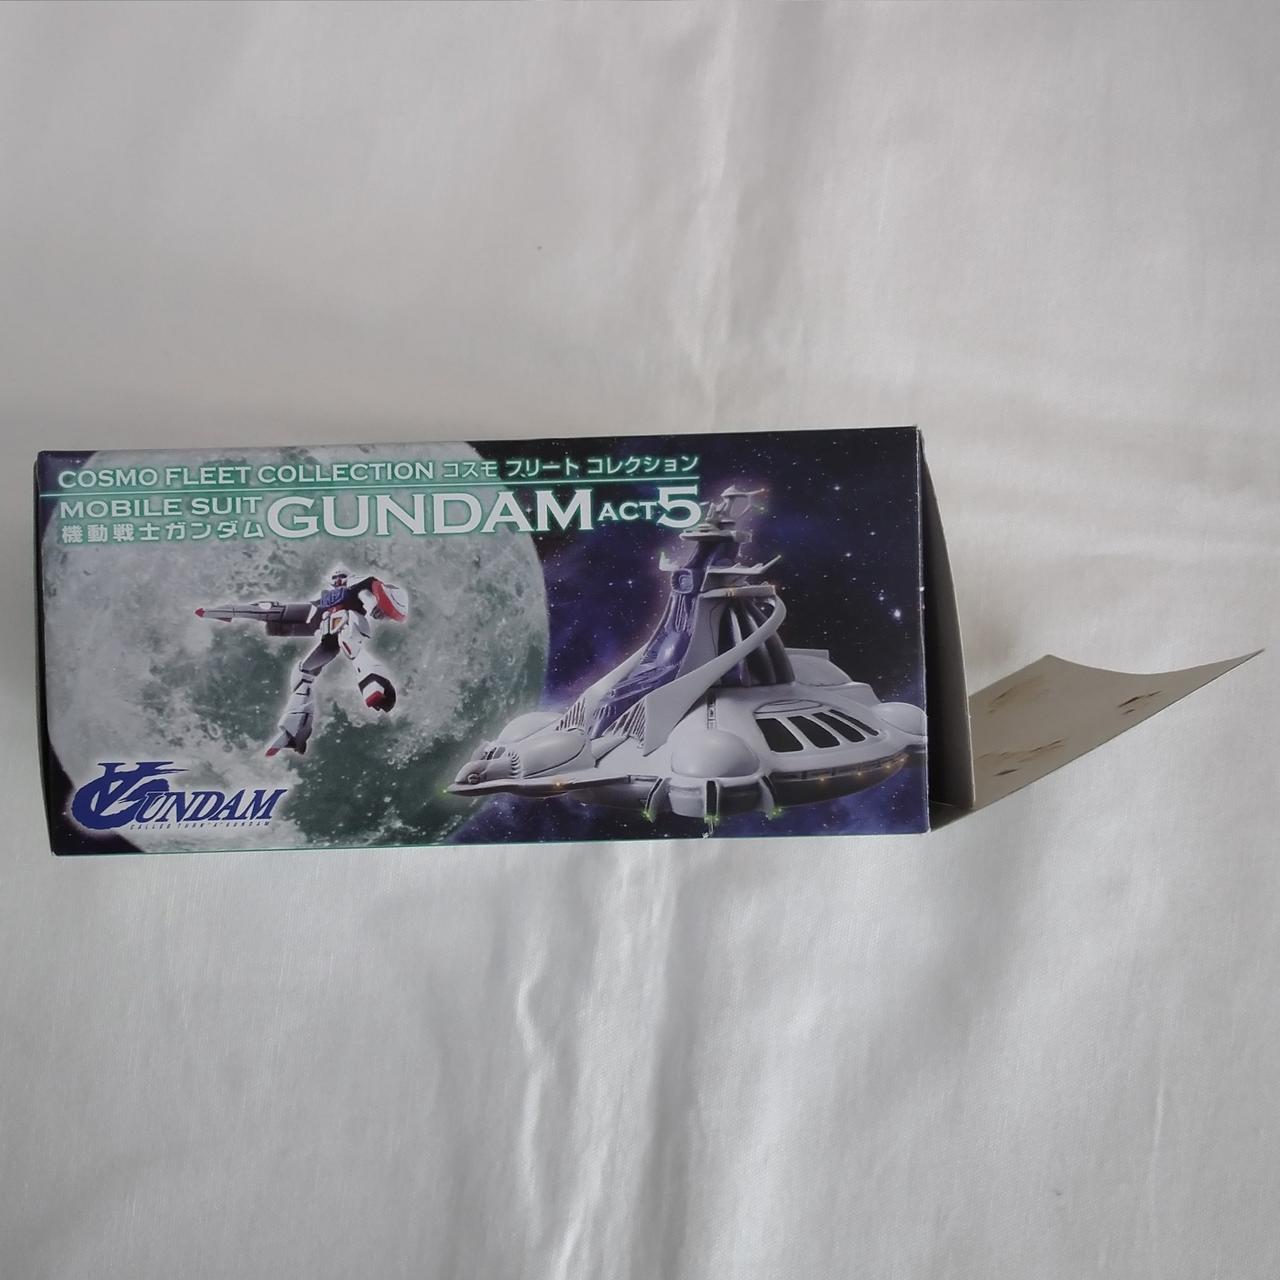 COSMO FLEET COLLECTION コスモ フリート コレクション
MOBILE SUIT
機動戦士ガンダム
GUNDAM ACT 5
∀GUNDAM
CALLED TURN "A" GUNDAM